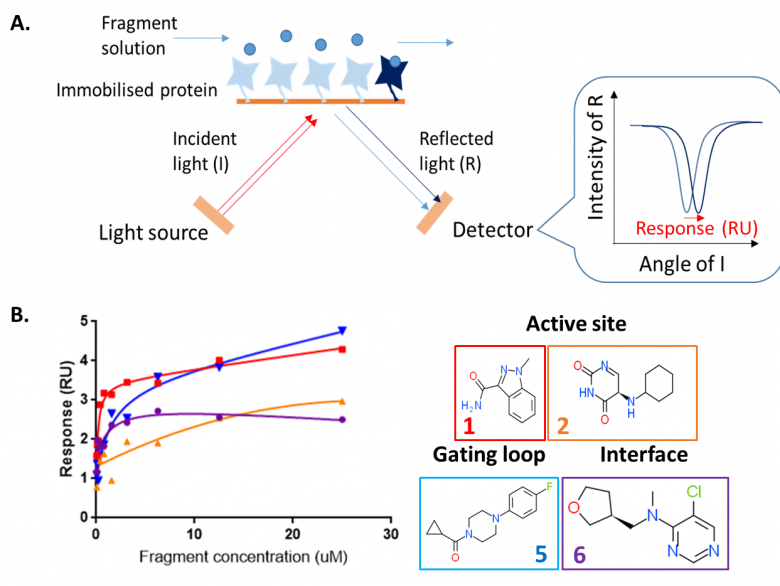 A.
Fragment
solution
Immobilised protein
Incident
light (I)
Reflected
light (R)
Light source
Detector
Intensity of R
Response (RU)
Angle of I
B.
Response (RU)
5
4
3
2
1
0
0
10
20
30
Fragment concentration (uM)
Active site
O
H₂N
N
N
1
O
N
HN
O
N
H
2
Gating loop
Interface
F
N
N
O
5
O
N
Cl
N
N
6